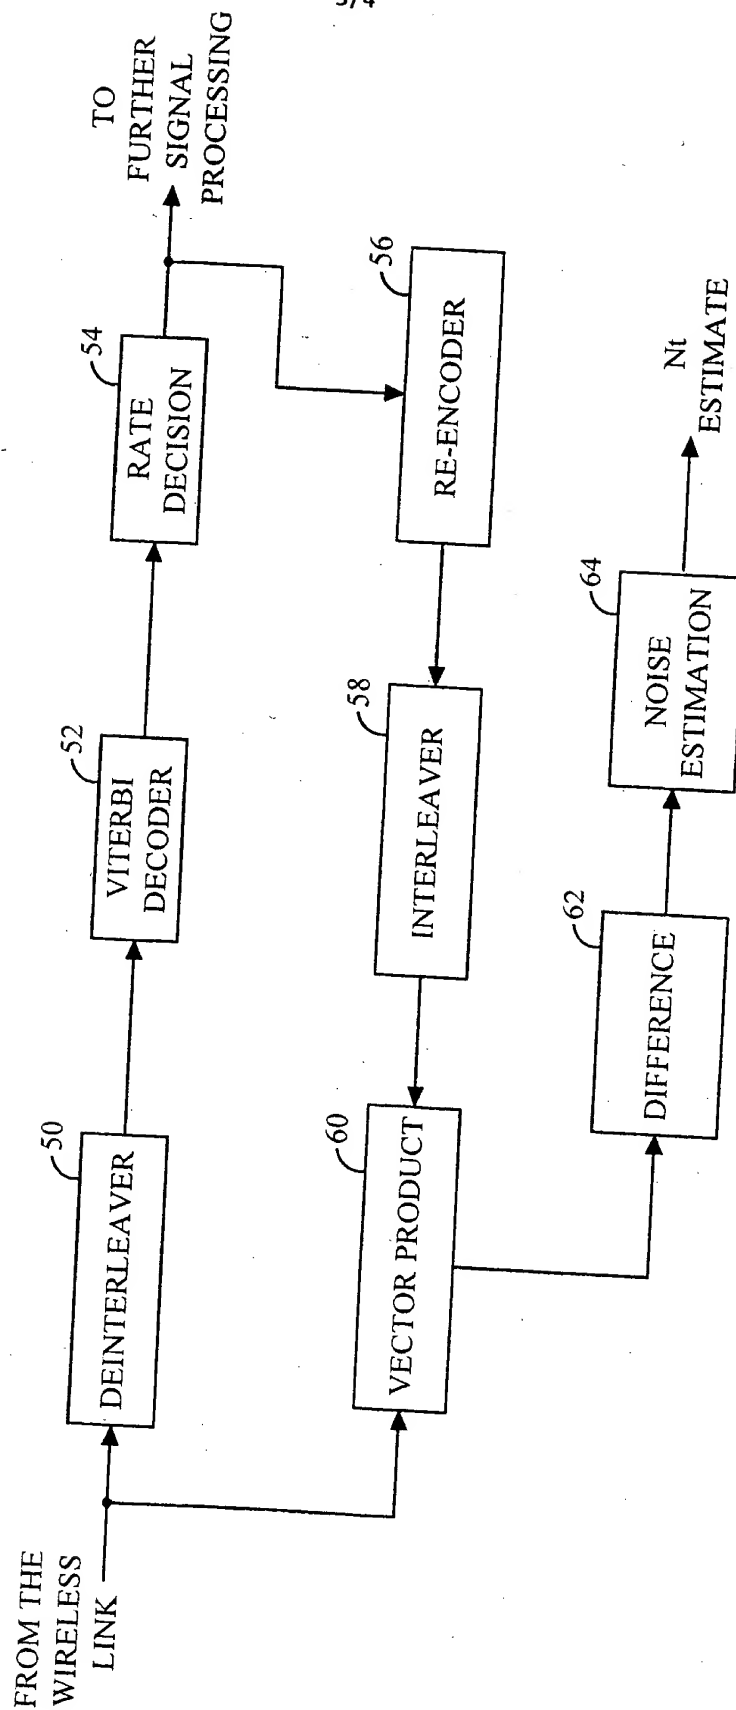 3/4
FROM THE
WIRELESS
LINK
50
DEINTERLEAVER
52
VITERBI
DECODER
54
RATE
DECISION
TO
FURTHER
SIGNAL
PROCESSING
60
VECTOR PRODUCT
58
INTERLEAVER
56
RE-ENCODER
62
DIFFERENCE
64
NOISE
ESTIMATION
Nt
ESTIMATE